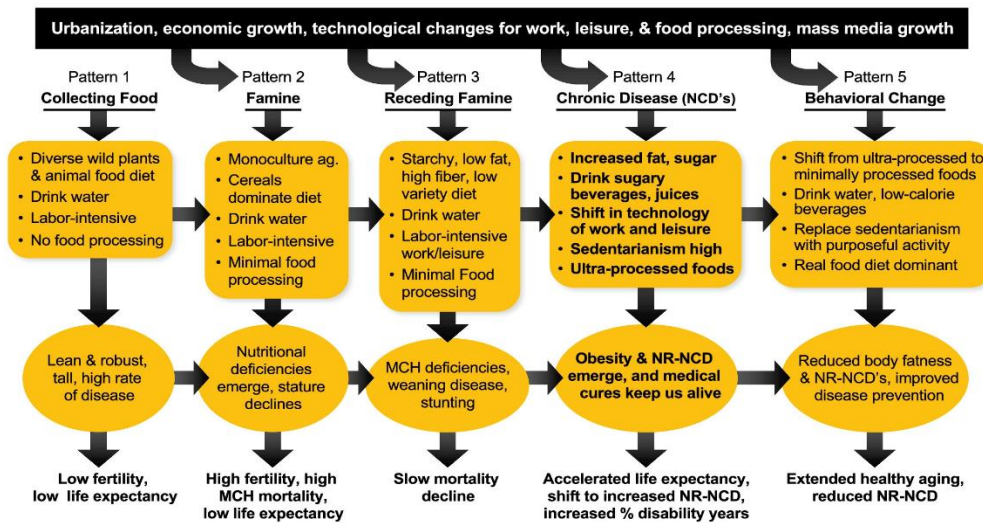 Urbanization, economic growth, technological changes for work, leisure, & food processing, mass media growth
Pattern 1
Collecting Food
Pattern 2
Famine
Pattern 3
Receding Famine
Pattern 4
Chronic Disease (NCD's)
Pattern 5
Behavioral Change
• Diverse wild plants
& animal food diet
• Drink water
• Labor-intensive
• No food processing
• Monoculture ag.
• Cereals
dominate diet
• Drink water
• Labor-intensive
• Minimal food
processing
• Starchy, low fat,
high fiber, low
variety diet
• Drink water
• Labor-intensive
work/leisure
• Minimal Food
processing
• Increased fat, sugar
• Drink sugary
beverages, juices
• Shift in technology
of work and leisure
• Sedentarianism high
• Ultra-processed foods
• Shift from ultra-processed to
minimally processed foods
• Drink water, low-calorie
beverages
• Replace sedentarianism
with purposeful activity
• Real food diet dominant
Lean & robust,
tall, high rate
of disease
Nutritional
deficiencies
emerge, stature
declines
MCH deficiencies,
weaning disease,
stunting
Obesity & NR-NCD
emerge, and medical
cures keep us alive
Reduced body fatness
& NR-NCD's, improved
disease prevention
Low fertility,
low life expectancy
High fertility, high
MCH mortality,
low life expectancy
Slow mortality
decline
Accelerated life expectancy,
shift to increased NR-NCD,
increased % disability years
Extended healthy aging,
reduced NR-NCD